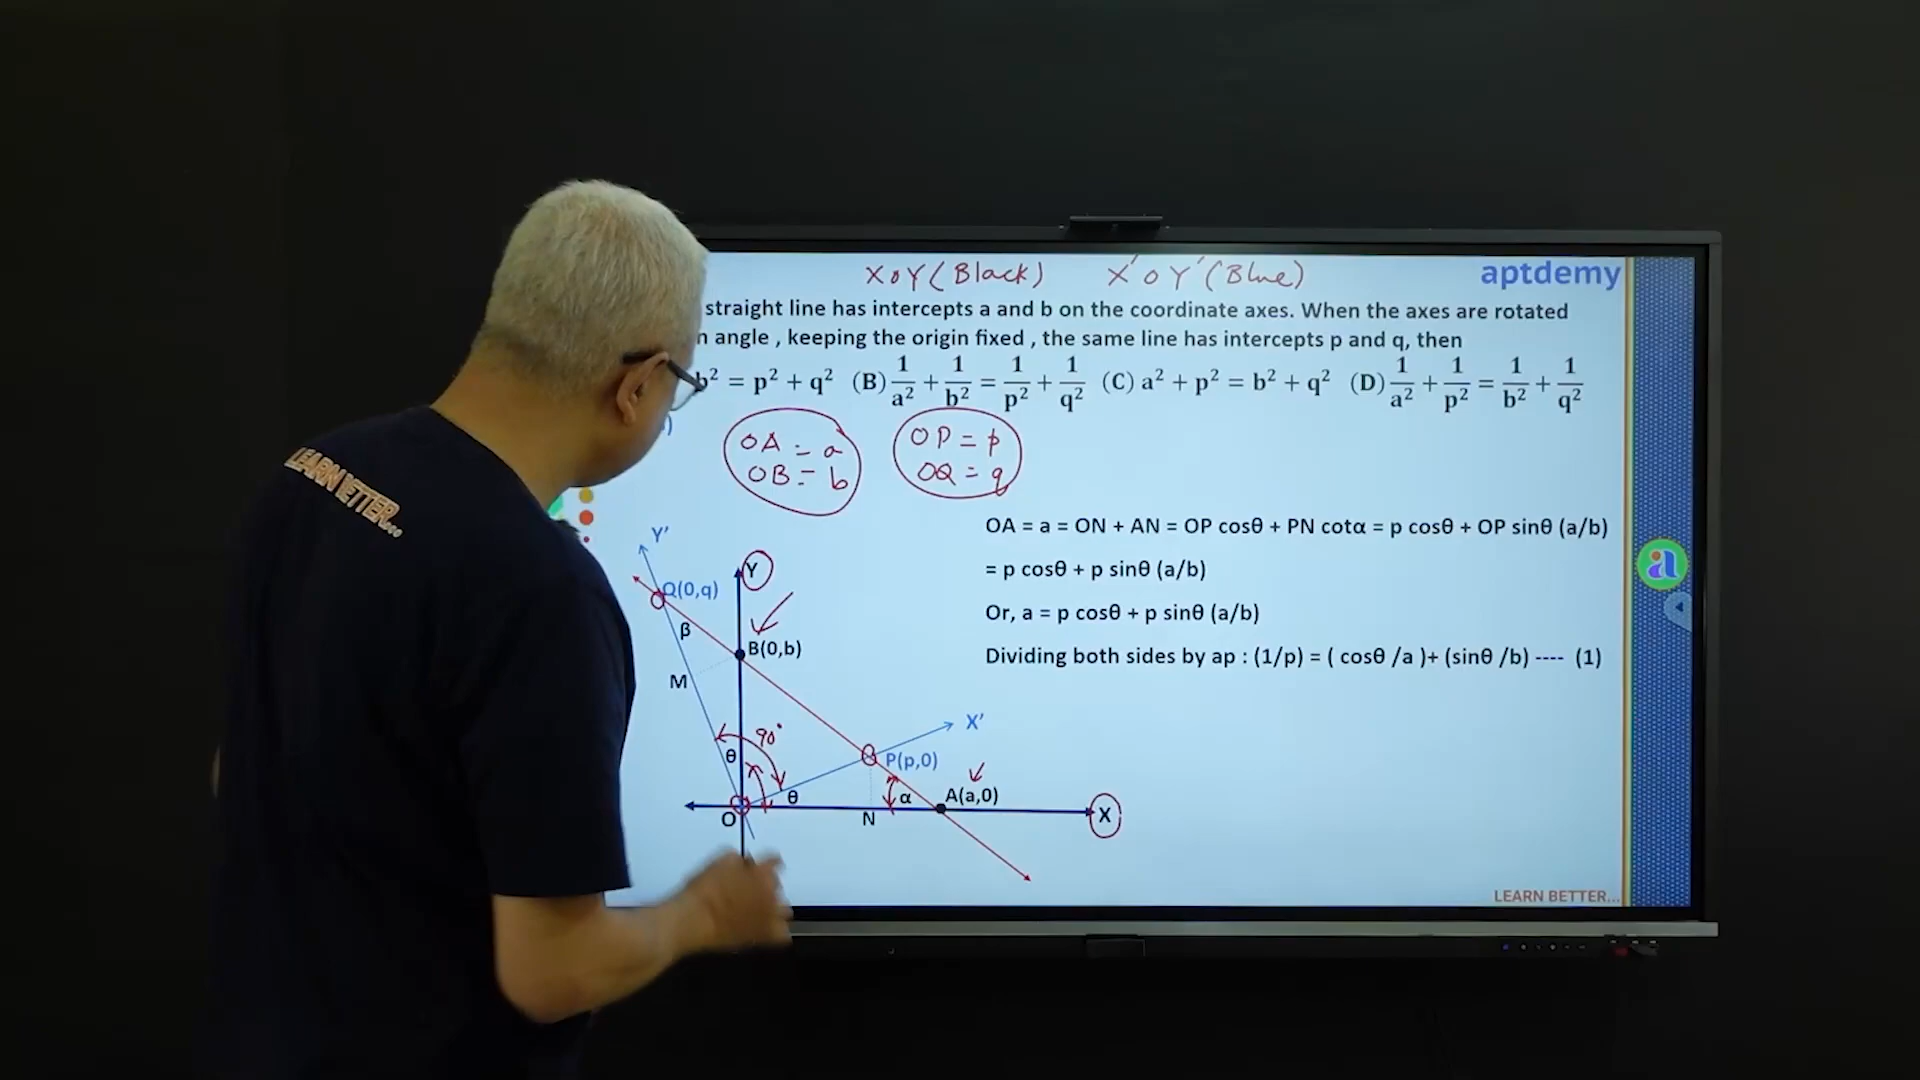 XOY (Black) X'OY' (Blue)
aptdemy
straight line has intercepts a and b on the coordinate axes. When the axes are rotated
angle , keeping the origin fixed , the same line has intercepts p and q, then
b² = p² + q² (B) 1/a² + 1/b² = 1/p² + 1/q² (C) a² + p² = b² + q² (D) 1/a² + 1/p² = 1/b² + 1/q²
OA = a
OB = b
OP = p
OQ = q
LEARN BETTER...
OA = a = ON + AN = OP cosθ + PN cotα = p cosθ + OP sinθ (a/b)
= p cosθ + p sinθ (a/b)
Or, a = p cosθ + p sinθ (a/b)
Dividing both sides by ap : (1/p) = ( cosθ /a )+ (sinθ /b) ---- (1)
Y'
Y
Q(0,q)
β
B(0,b)
M
X'
90°
θ
P(p,0)
θ
α
A(a,0)
O
N
X
a
LEARN BETTER...